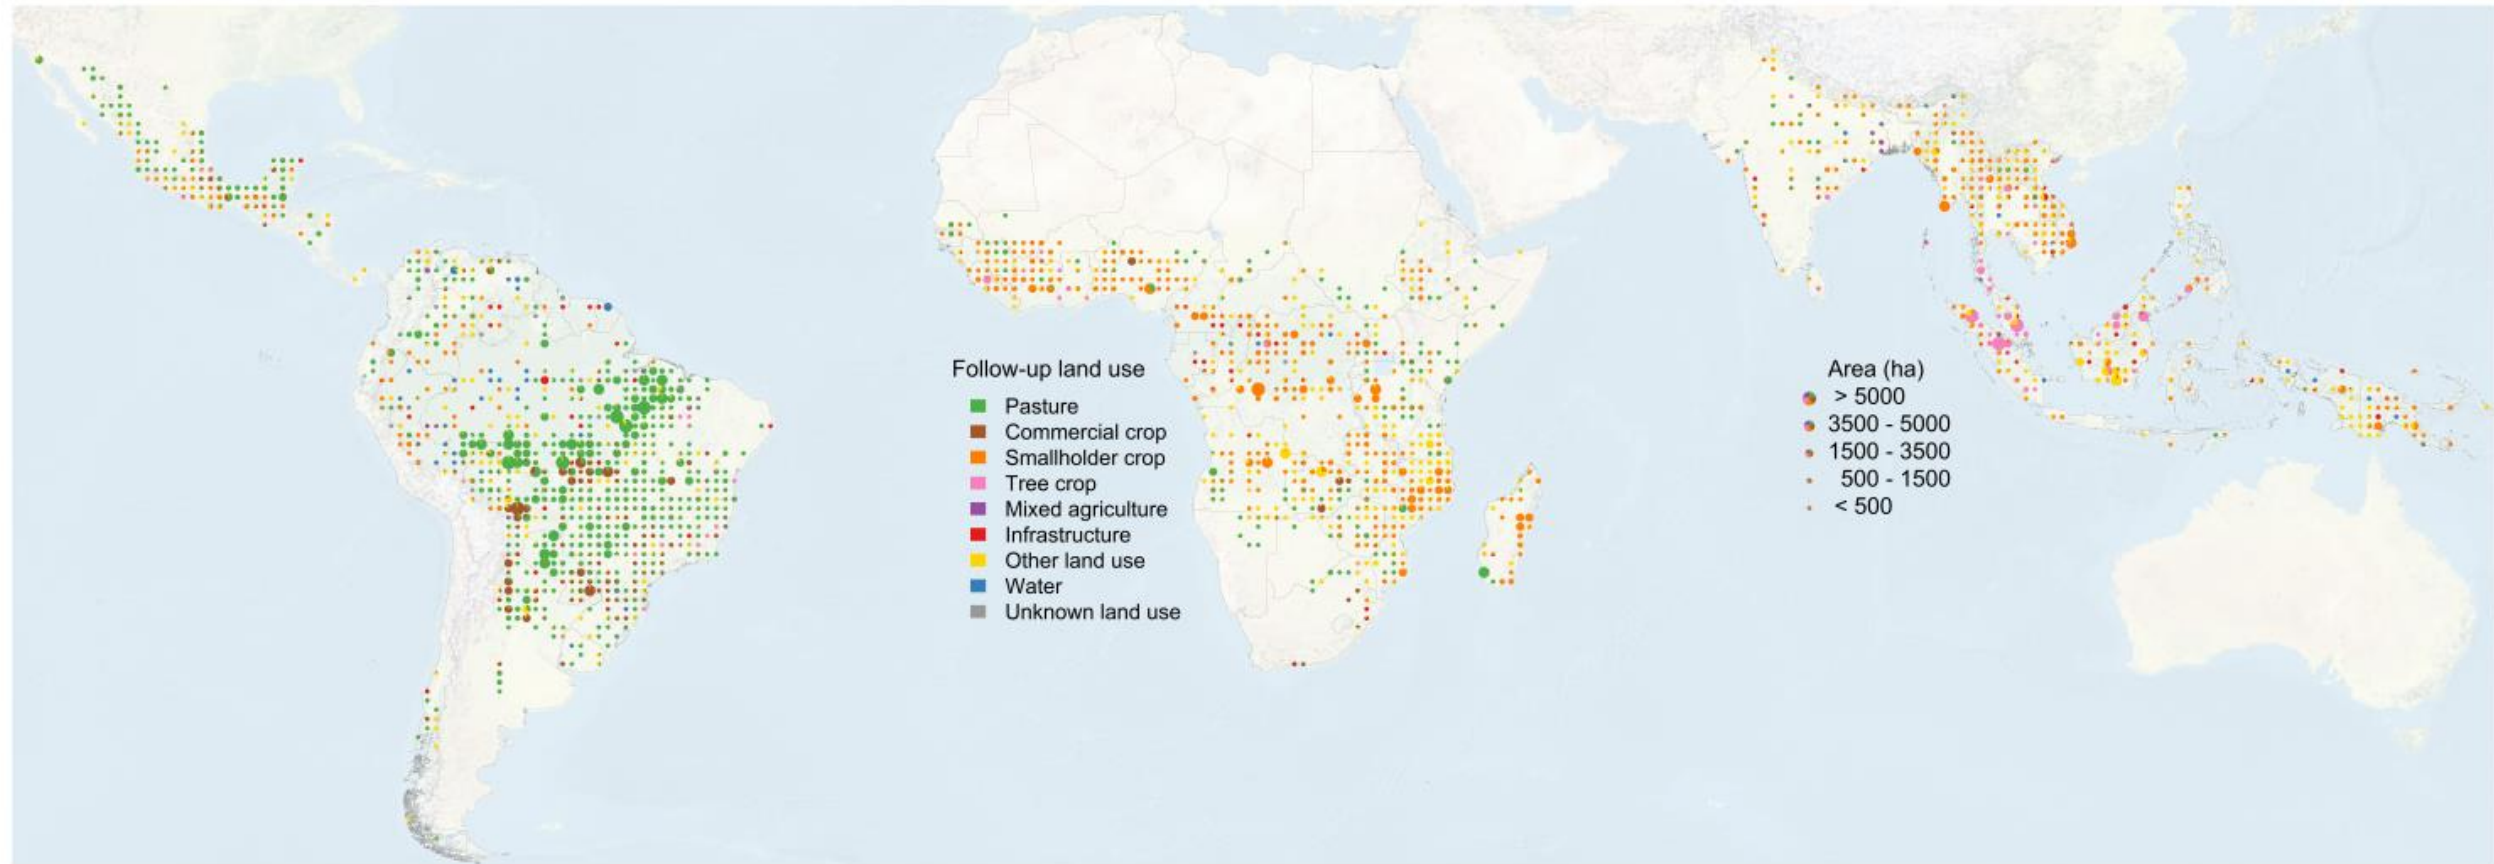 Follow-up land use
Pasture
Commercial crop
Smallholder crop
Tree crop
Mixed agriculture
Infrastructure
Other land use
Water
Unknown land use
Area (ha)
> 5000
3500 - 5000
1500 - 3500
500 - 1500
< 500